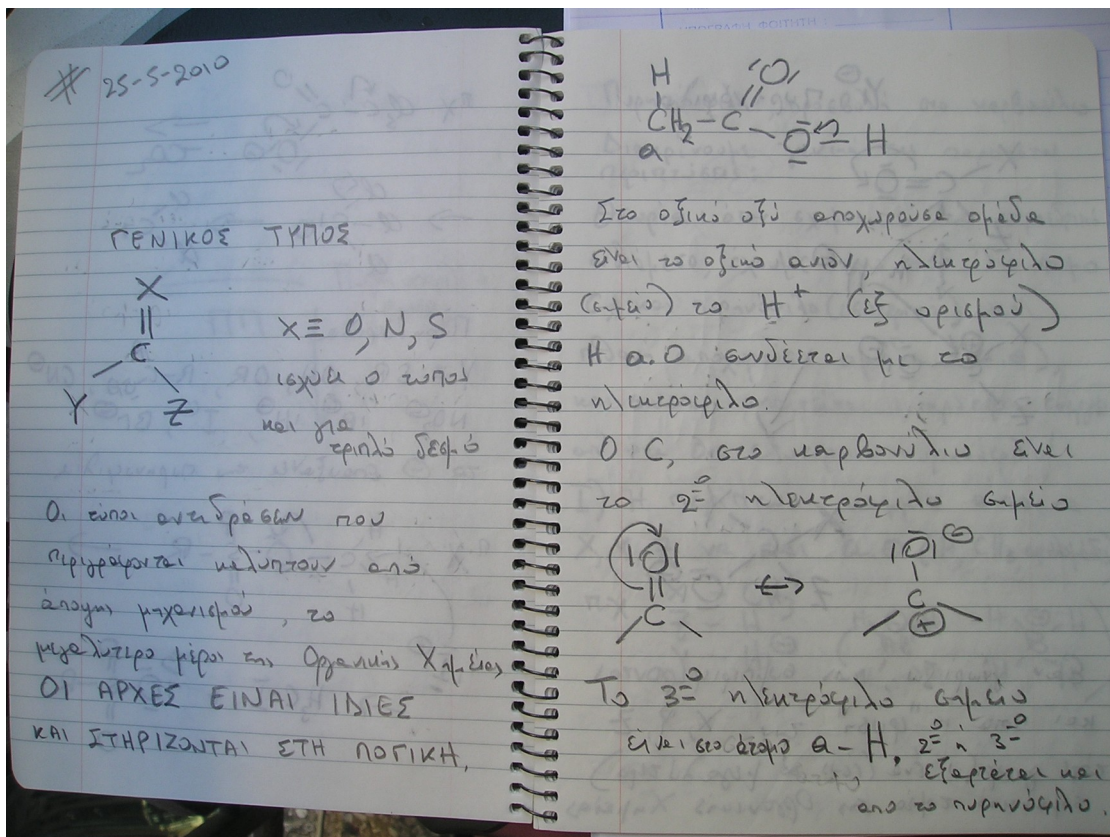 # 25-5-2010
ΓΕΝΙΚΟΣ ΤΥΠΟΣ
X
||
C
Y Z
X ≡ O, N, S
ισχύει ο τύπος
και για
τριπλό δεσμό
Οι τύποι αντιδράσεων που
περιγράφονται καλύπτουν από
άποψη μηχανισμού, το
μεγαλύτερο μέρος της Οργανικής Χημείας,
ΟΙ ΑΡΧΕΣ ΕΙΝΑΙ ΙΔΙΕΣ
ΚΑΙ ΣΤΗΡΙΖΟΝΤΑΙ ΣΤΗ ΛΟΓΙΚΗ.
H O
CH2 – C – O – H
a
Στο οξικό οξύ αποχωρούσα ομάδα
είναι το οξικό ανιόν, ηλεκτρόφιλο
(σημείο) το H+ (εξ ορισμού)
Η α.Ο συνδέεται με το
ηλεκτρόφιλο.
Ο C, στο καρβονύλιο είναι
το 2ο ηλεκτρόφιλο σημείο
|O| ↔ |O| ⊖
C C ⊕
Το 3ο ηλεκτρόφιλο σημείο
είναι στο άτομο a-H. 2ο ή 3ο
εξαρτάται και
απο το πυρηνόφιλο.